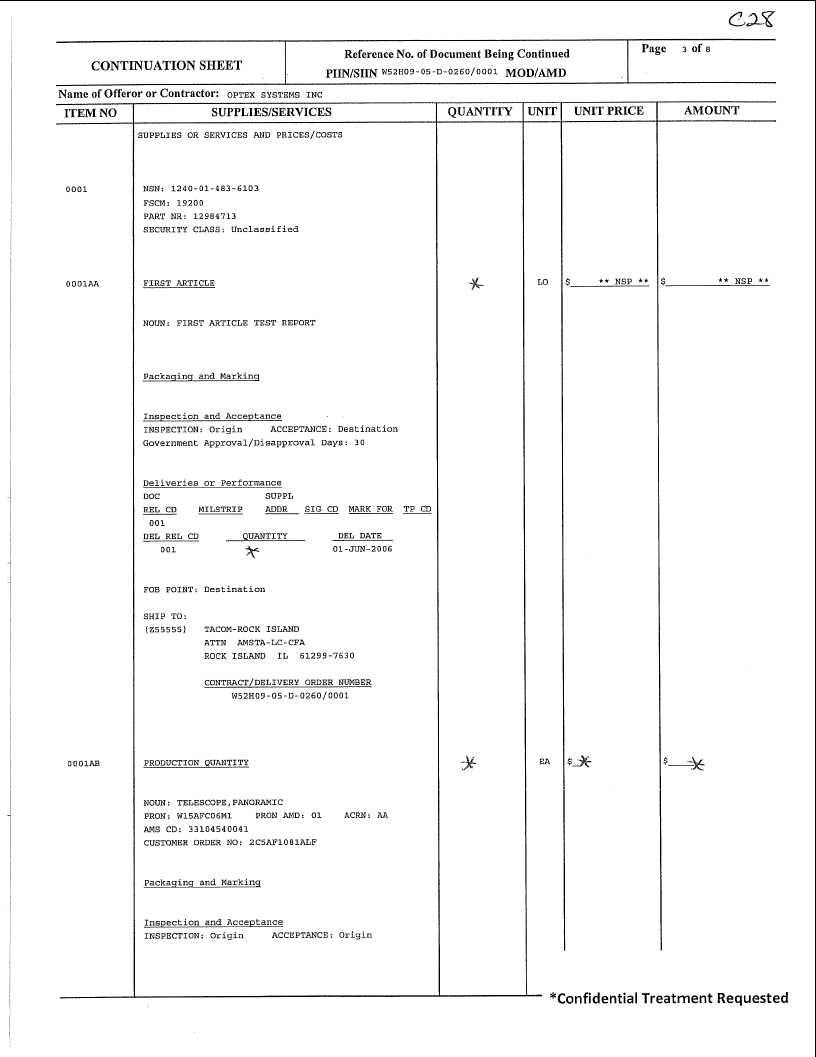 C28
CONTINUATION SHEET
Reference No. of Document Being Continued
PIIN/SIIN W52H09-05-D-0260/0001 MOD/AMD
Page 3 of 8
Name of Offeror or Contractor: OPTEX SYSTEMS INC
ITEM NO SUPPLIES/SERVICES QUANTITY UNIT UNIT PRICE AMOUNT
SUPPLIES OR SERVICES AND PRICES/COSTS
0001 NSN: 1240-01-483-6103
FSCM: 19200
PART NR: 12984713
SECURITY CLASS: Unclassified
0001AA FIRST ARTICLE * LO $ ** NSP ** $ ** NSP **
NOUN: FIRST ARTICLE TEST REPORT
Packaging and Marking
Inspection and Acceptance
INSPECTION: Origin ACCEPTANCE: Destination
Government Approval/Disapproval Days: 30
Deliveries or Performance
DOC SUPPL
REL CD MILSTRIP ADDR SIG CD MARK FOR TP CD
001
DEL REL CD QUANTITY DEL DATE
001 * 01-JUN-2006
FOB POINT: Destination
SHIP TO:
(Z55555) TACOM-ROCK ISLAND
ATTN AMSTA-LC-CFA
ROCK ISLAND IL 61299-7630
CONTRACT/DELIVERY ORDER NUMBER
W52H09-05-D-0260/0001
0001AB PRODUCTION QUANTITY * EA $ * $ *
NOUN: TELESCOPE,PANORAMIC
PRON: W15AFC06M1 PRON AMD: 01 ACRN: AA
AMS CD: 33104540041
CUSTOMER ORDER NO: 2C5AF1081ALF
Packaging and Marking
Inspection and Acceptance
INSPECTION: Origin ACCEPTANCE: Origin
*Confidential Treatment Requested